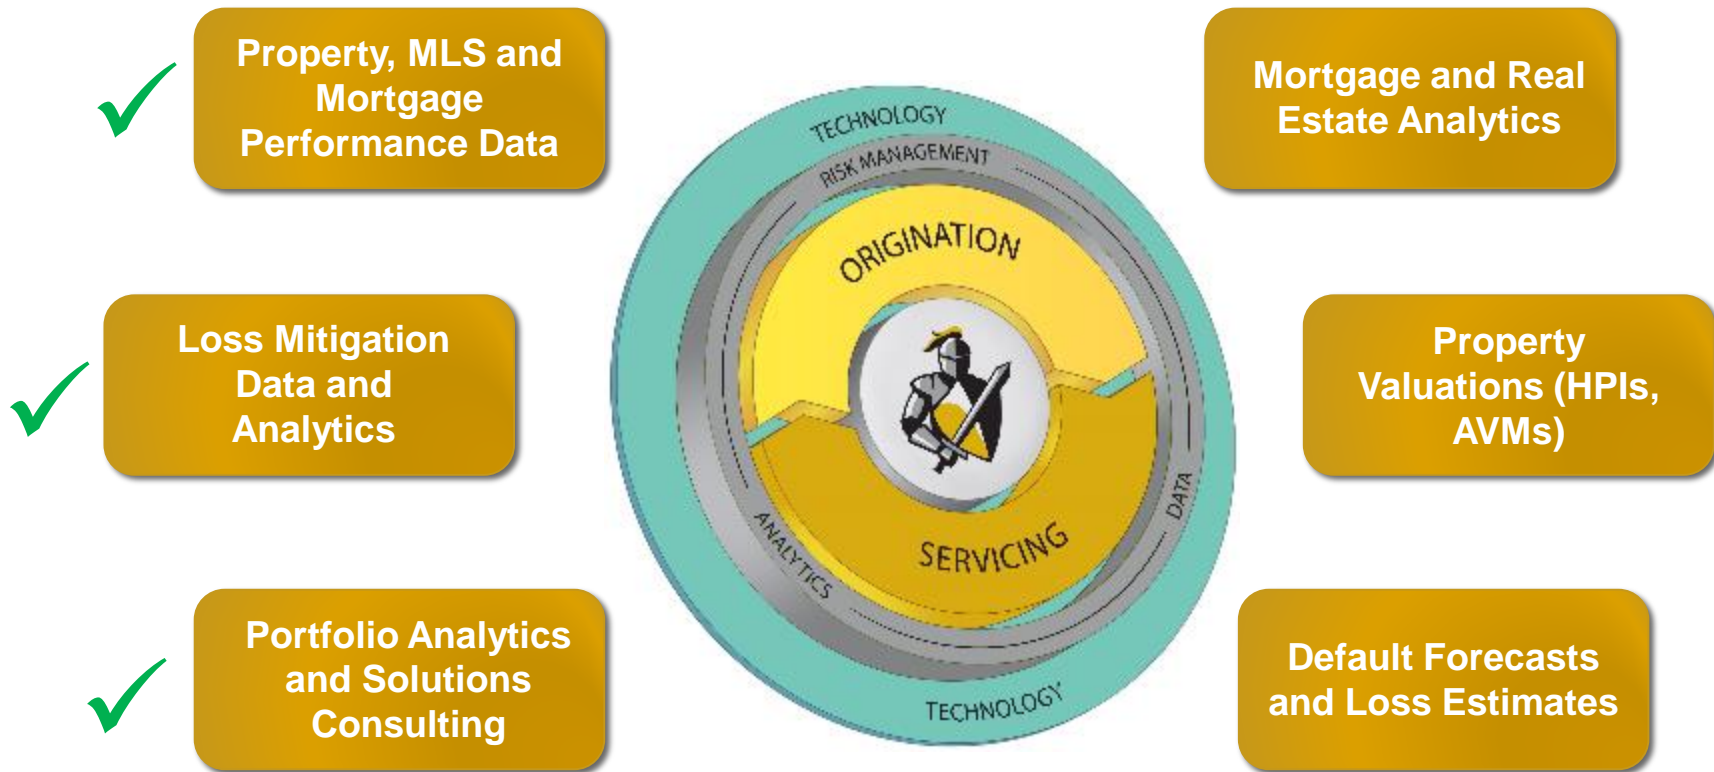 Property, MLS and
Mortgage
Performance Data
Loss Mitigation
Data and
Analytics
Portfolio Analytics
and Solutions
Consulting
TECHNOLOGY
RISK MANAGEMENT
ORIGINATION
SERVICING
ANALYTICS
DATA
TECHNOLOGY
Mortgage and Real
Estate Analytics
Property
Valuations (HPIs,
AVMs)
Default Forecasts
and Loss Estimates